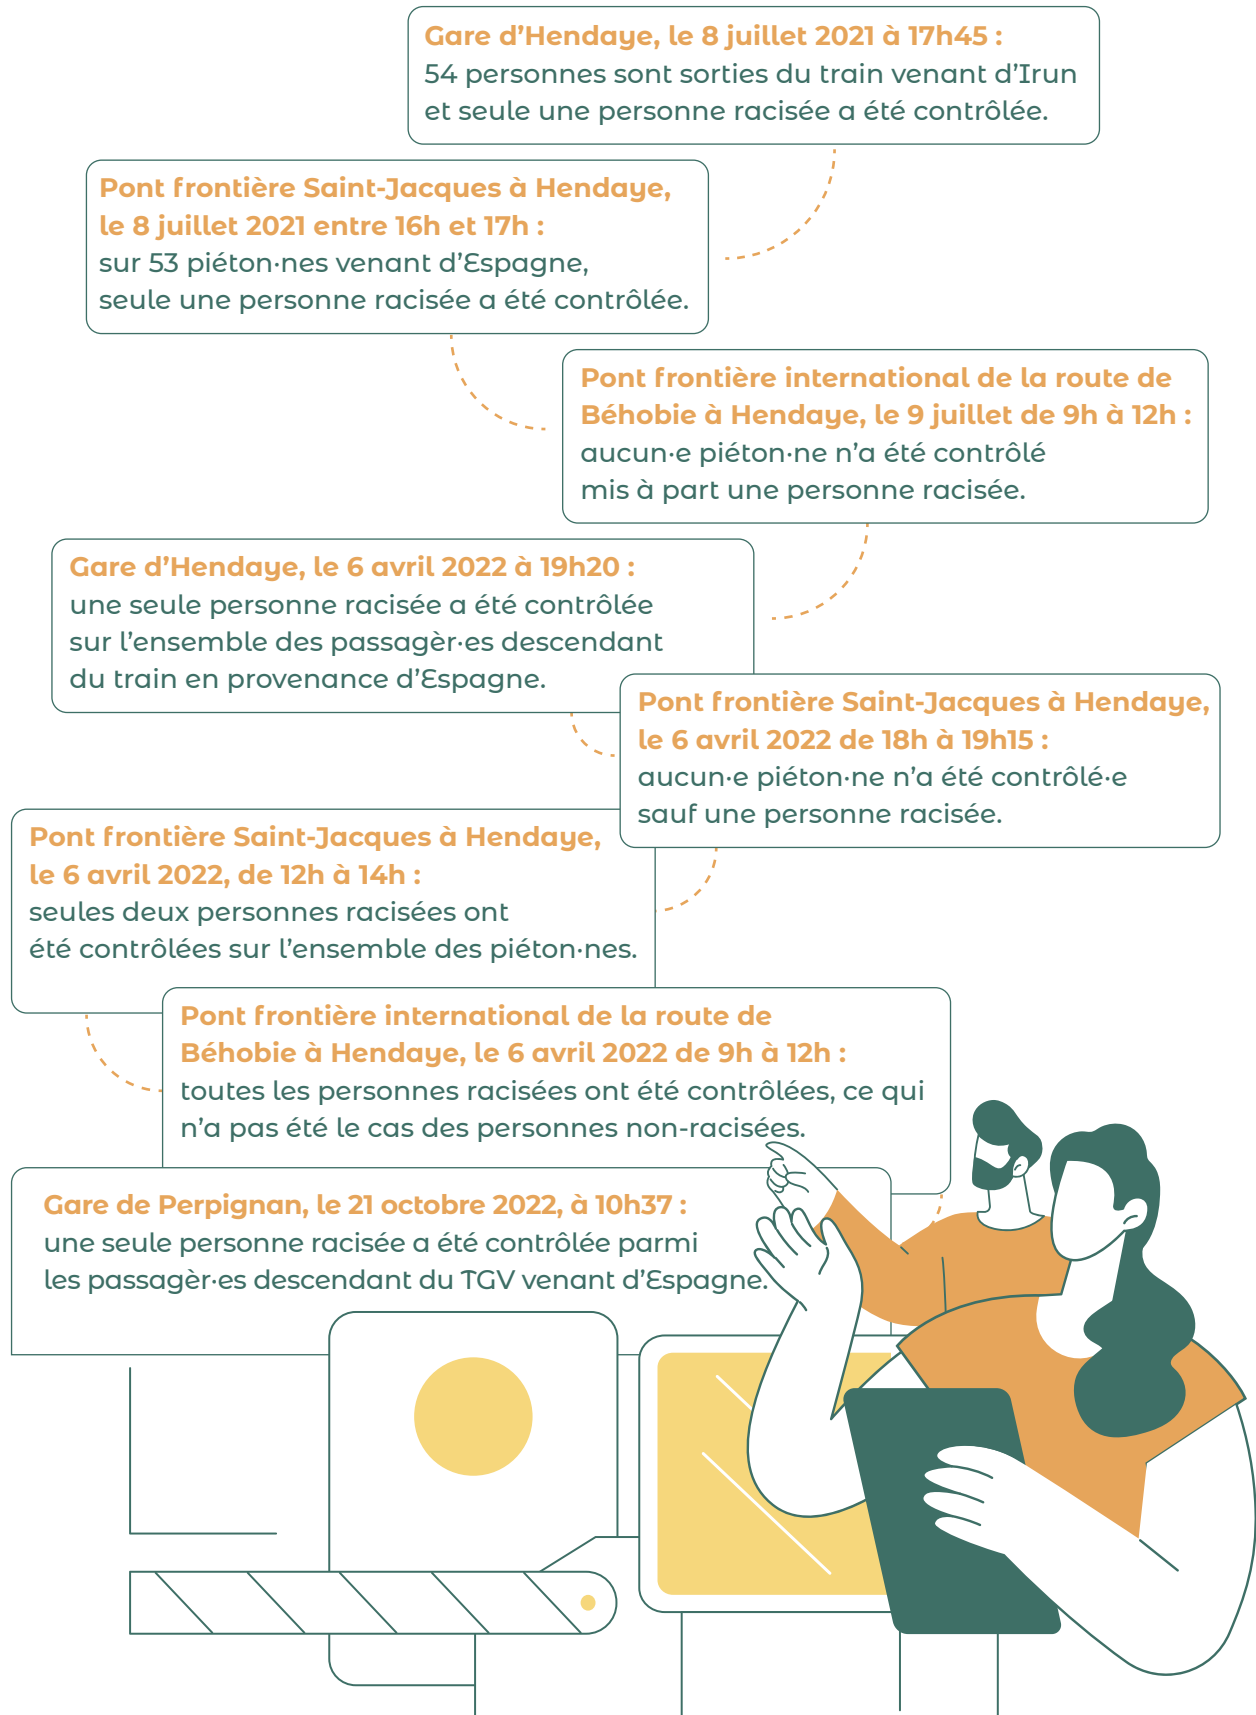 Gare d’Hendaye, le 8 juillet 2021 à 17h45 :
54 personnes sont sorties du train venant d’Irun
et seule une personne racisée a été contrôlée.
Pont frontière Saint-Jacques à Hendaye,
le 8 juillet 2021 entre 16h et 17h :
sur 53 piéton·nes venant d’Espagne,
seule une personne racisée a été contrôlée.
Pont frontière international de la route de
Béhobie à Hendaye, le 9 juillet de 9h à 12h :
aucun·e piéton·ne n’a été contrôlé
mis à part une personne racisée.
Gare d’Hendaye, le 6 avril 2022 à 19h20 :
une seule personne racisée a été contrôlée
sur l’ensemble des passagèr·es descendant
du train en provenance d’Espagne.
Pont frontière Saint-Jacques à Hendaye,
le 6 avril 2022 de 18h à 19h15 :
aucun·e piéton·ne n’a été contrôlé·e
sauf une personne racisée.
Pont frontière Saint-Jacques à Hendaye,
le 6 avril 2022, de 12h à 14h :
seules deux personnes racisées ont
été contrôlées sur l’ensemble des piéton·nes.
Pont frontière international de la route de
Béhobie à Hendaye, le 6 avril 2022 de 9h à 12h :
toutes les personnes racisées ont été contrôlées, ce qui
n’a pas été le cas des personnes non-racisées.
Gare de Perpignan, le 21 octobre 2022, à 10h37 :
une seule personne racisée a été contrôlée parmi
les passagèr·es descendant du TGV venant d’Espagne.